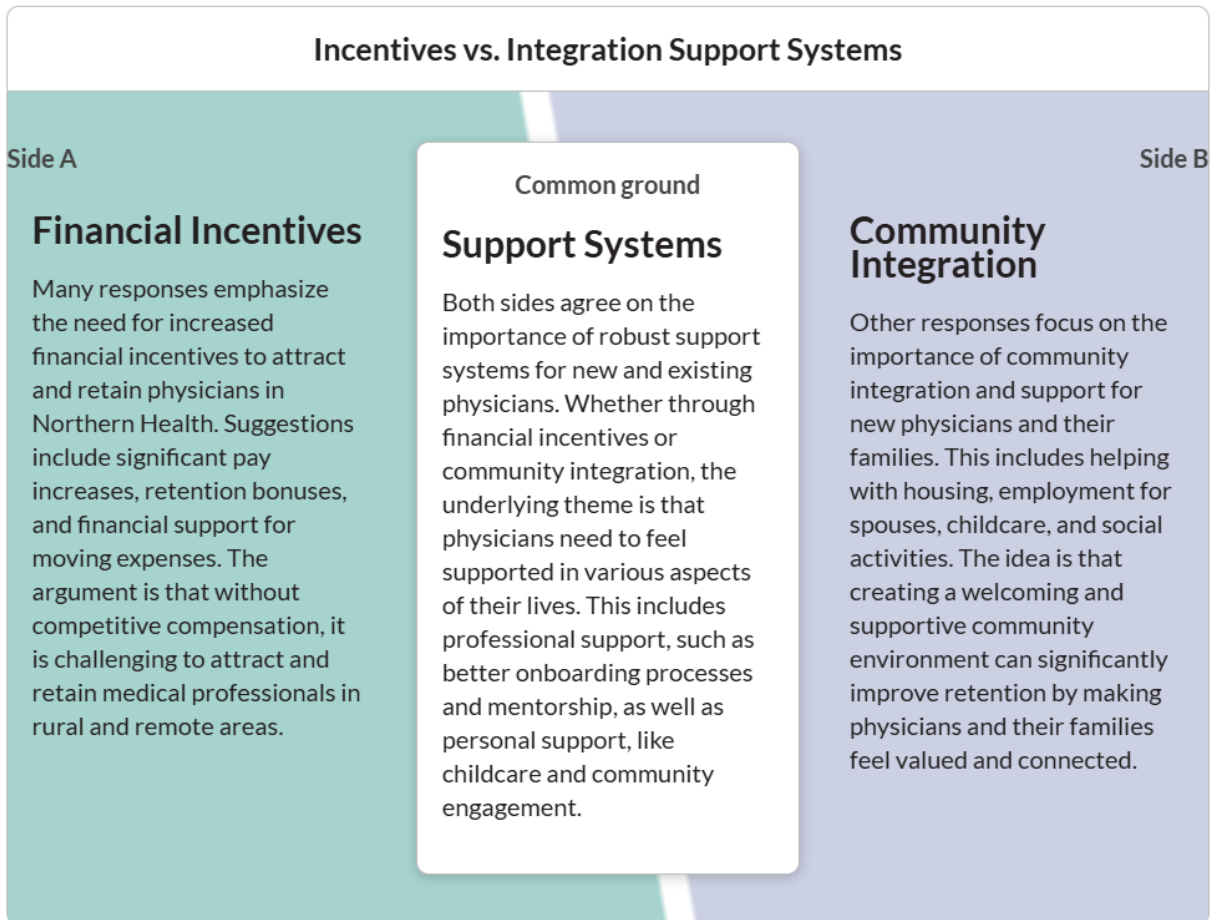 Incentives vs. Integration Support Systems
Side A
Financial Incentives
Many responses emphasize
the need for increased
financial incentives to attract
and retain physicians in
Northern Health. Suggestions
include significant pay
increases, retention bonuses,
and financial support for
moving expenses. The
argument is that without
competitive compensation, it
is challenging to attract and
retain medical professionals in
rural and remote areas.
Common ground
Support Systems
Both sides agree on the
importance of robust support
systems for new and existing
physicians. Whether through
financial incentives or
community integration, the
underlying theme is that
physicians need to feel
supported in various aspects
of their lives. This includes
professional support, such as
better onboarding processes
and mentorship, as well as
personal support, like
childcare and community
engagement.
Side B
Community
Integration
Other responses focus on the
importance of community
integration and support for
new physicians and their
families. This includes helping
with housing, employment for
spouses, childcare, and social
activities. The idea is that
creating a welcoming and
supportive community
environment can significantly
improve retention by making
physicians and their families
feel valued and connected.